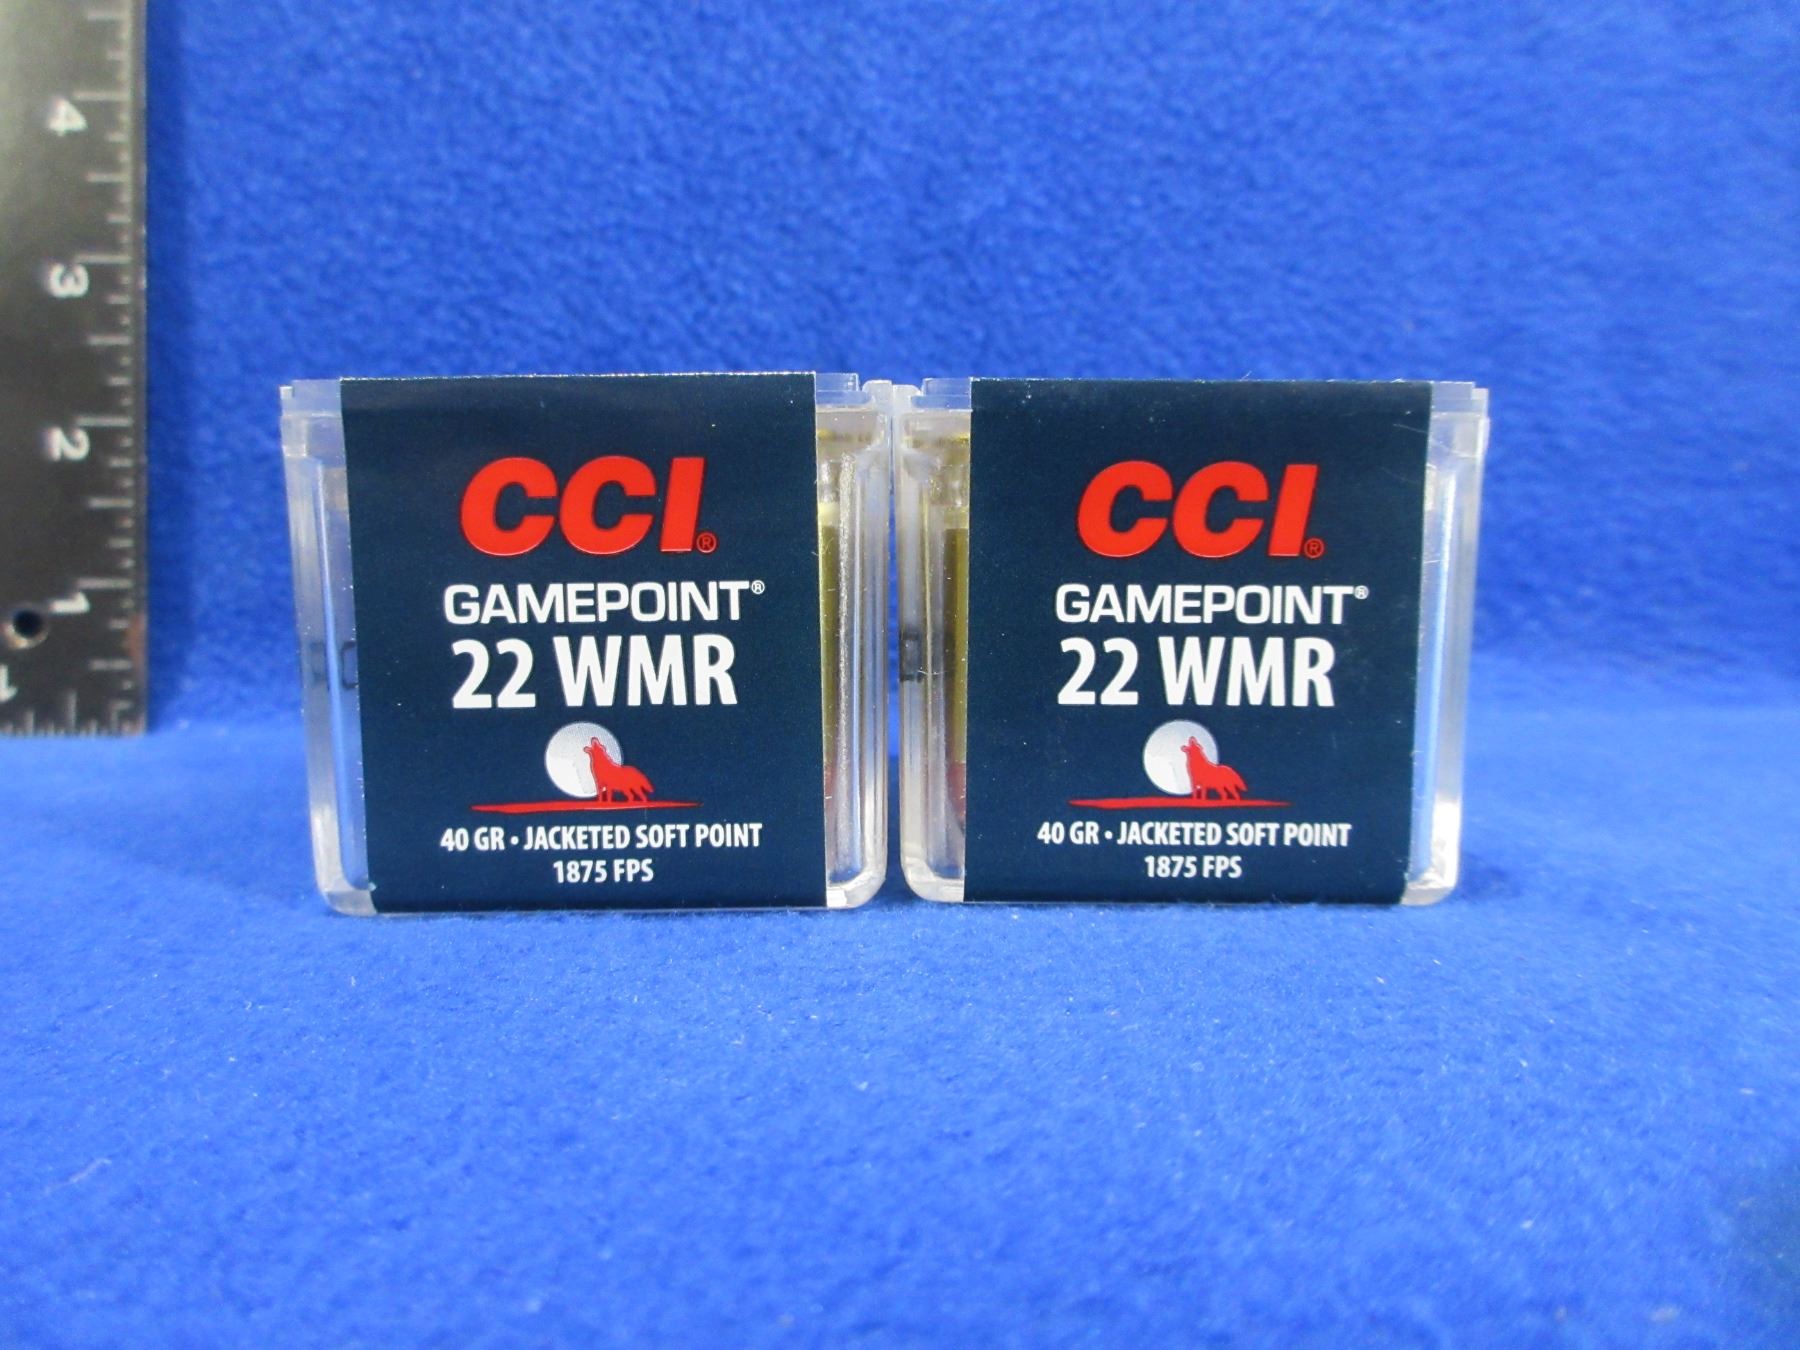 4
3
2
1
1
CCI®
GAMEPOINT®
22 WMR
40 GR • JACKETED SOFT POINT
1875 FPS
CCI®
GAMEPOINT®
22 WMR
40 GR • JACKETED SOFT POINT
1875 FPS